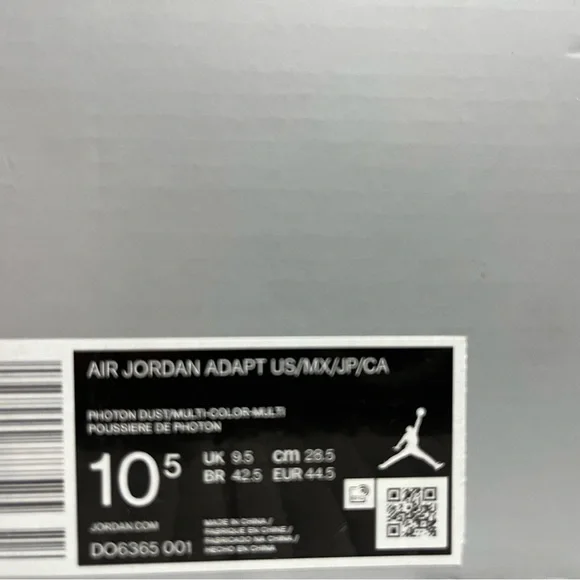 AIR JORDAN ADAPT US/MX/JP/CA
PHOTON DUST/MULTI-COLOR-MULTI
POUSSIERE DE PHOTON
10 5
UK 9.5 cm 28.5
BR 42.5 EUR 44.5
JORDAN.COM
DO6365 001
MADE IN CHINA /
FABRIQUE EN CHINE /
FABRICADO NA CHINA /
HECHO EN CHINA